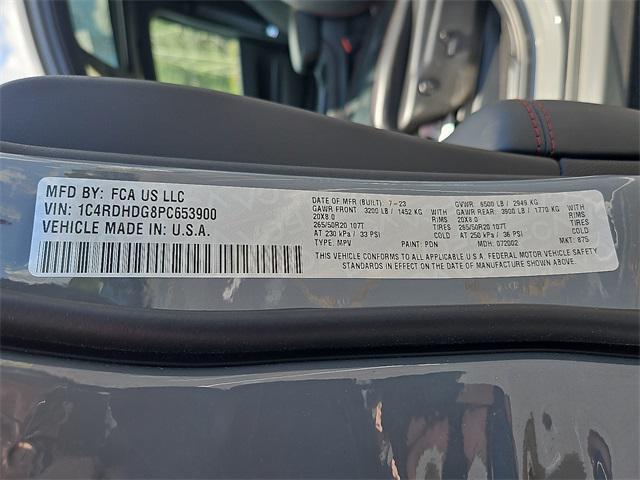 MFD BY: FCA US LLC
VIN: 1C4RDHDG8PC653900
VEHICLE MADE IN: U.S.A.
DATE OF MFR (BUILT): 7-23 GVWR: 6500 LB / 2949 KG
GAWR FRONT: 3200 LB / 1452 KG WITH GAWR REAR: 3900 LB / 1770 KG WITH
20X8.0 RIMS 20X8.0 RIMS
265/50R20 107T TIRES 265/50R20 107T TIRES
AT 230 kPa / 33 PSI COLD AT 250 kPa / 36 PSI COLD
TYPE: MPV PAINT: PDN MDH: 072002 MKT: 875
THIS VEHICLE CONFORMS TO ALL APPLICABLE U.S.A. FEDERAL MOTOR VEHICLE SAFETY
STANDARDS IN EFFECT ON THE DATE OF MANUFACTURE SHOWN ABOVE.